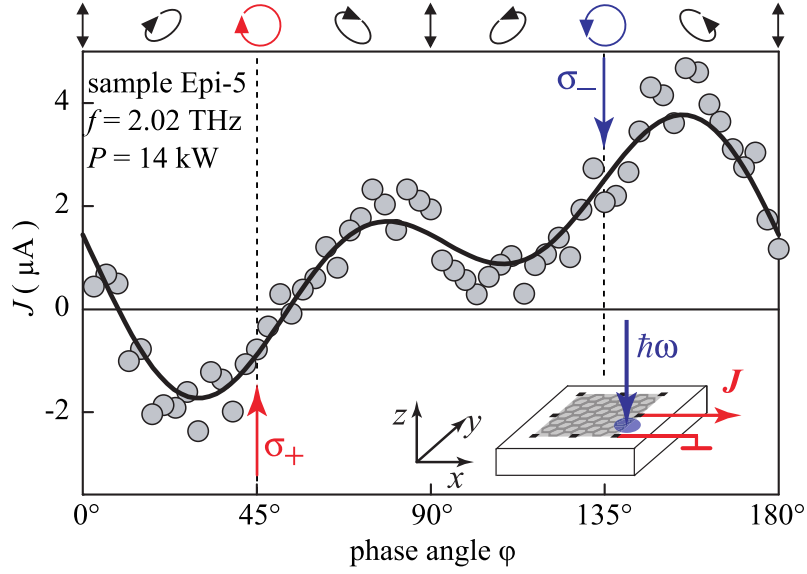 sample Epi-5
f = 2.02 THz
P = 14 kW
σ₋
σ₊
J ( μA )
4
2
0
-2
ħω
J
z
y
x
0°
45°
90°
135°
180°
phase angle φ